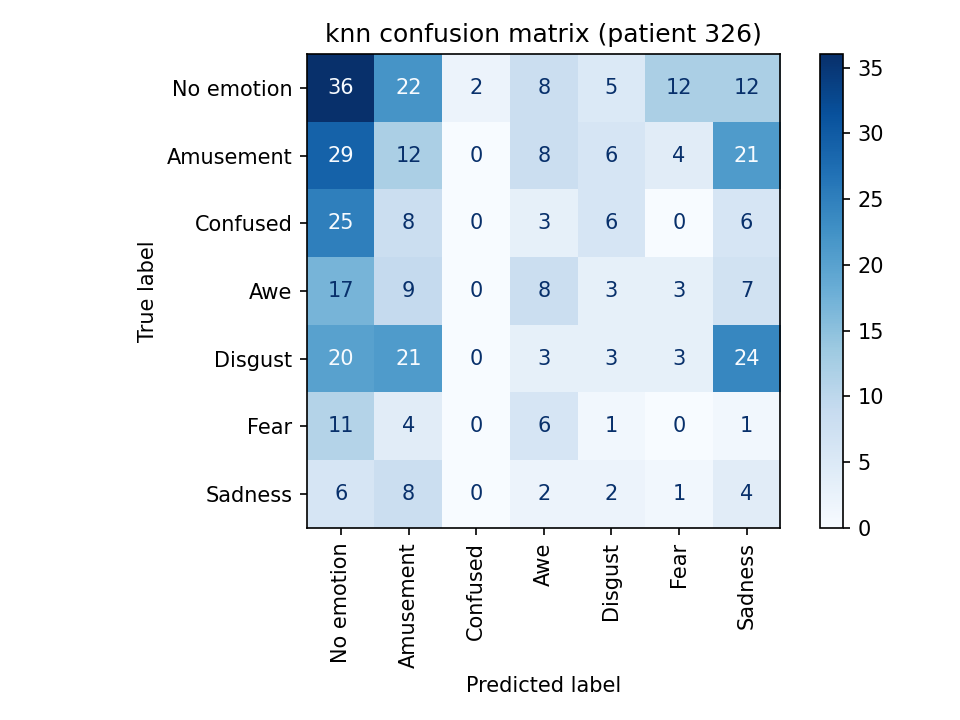 knn confusion matrix (patient 326)
True label
No emotion 36 22 2 8 5 12 12
Amusement 29 12 0 8 6 4 21
Confused 25 8 0 3 6 0 6
Awe 17 9 0 8 3 3 7
Disgust 20 21 0 3 3 3 24
Fear 11 4 0 6 1 0 1
Sadness 6 8 0 2 2 1 4
No emotion Amusement Confused Awe Disgust Fear Sadness
Predicted label
35
30
25
20
15
10
5
0